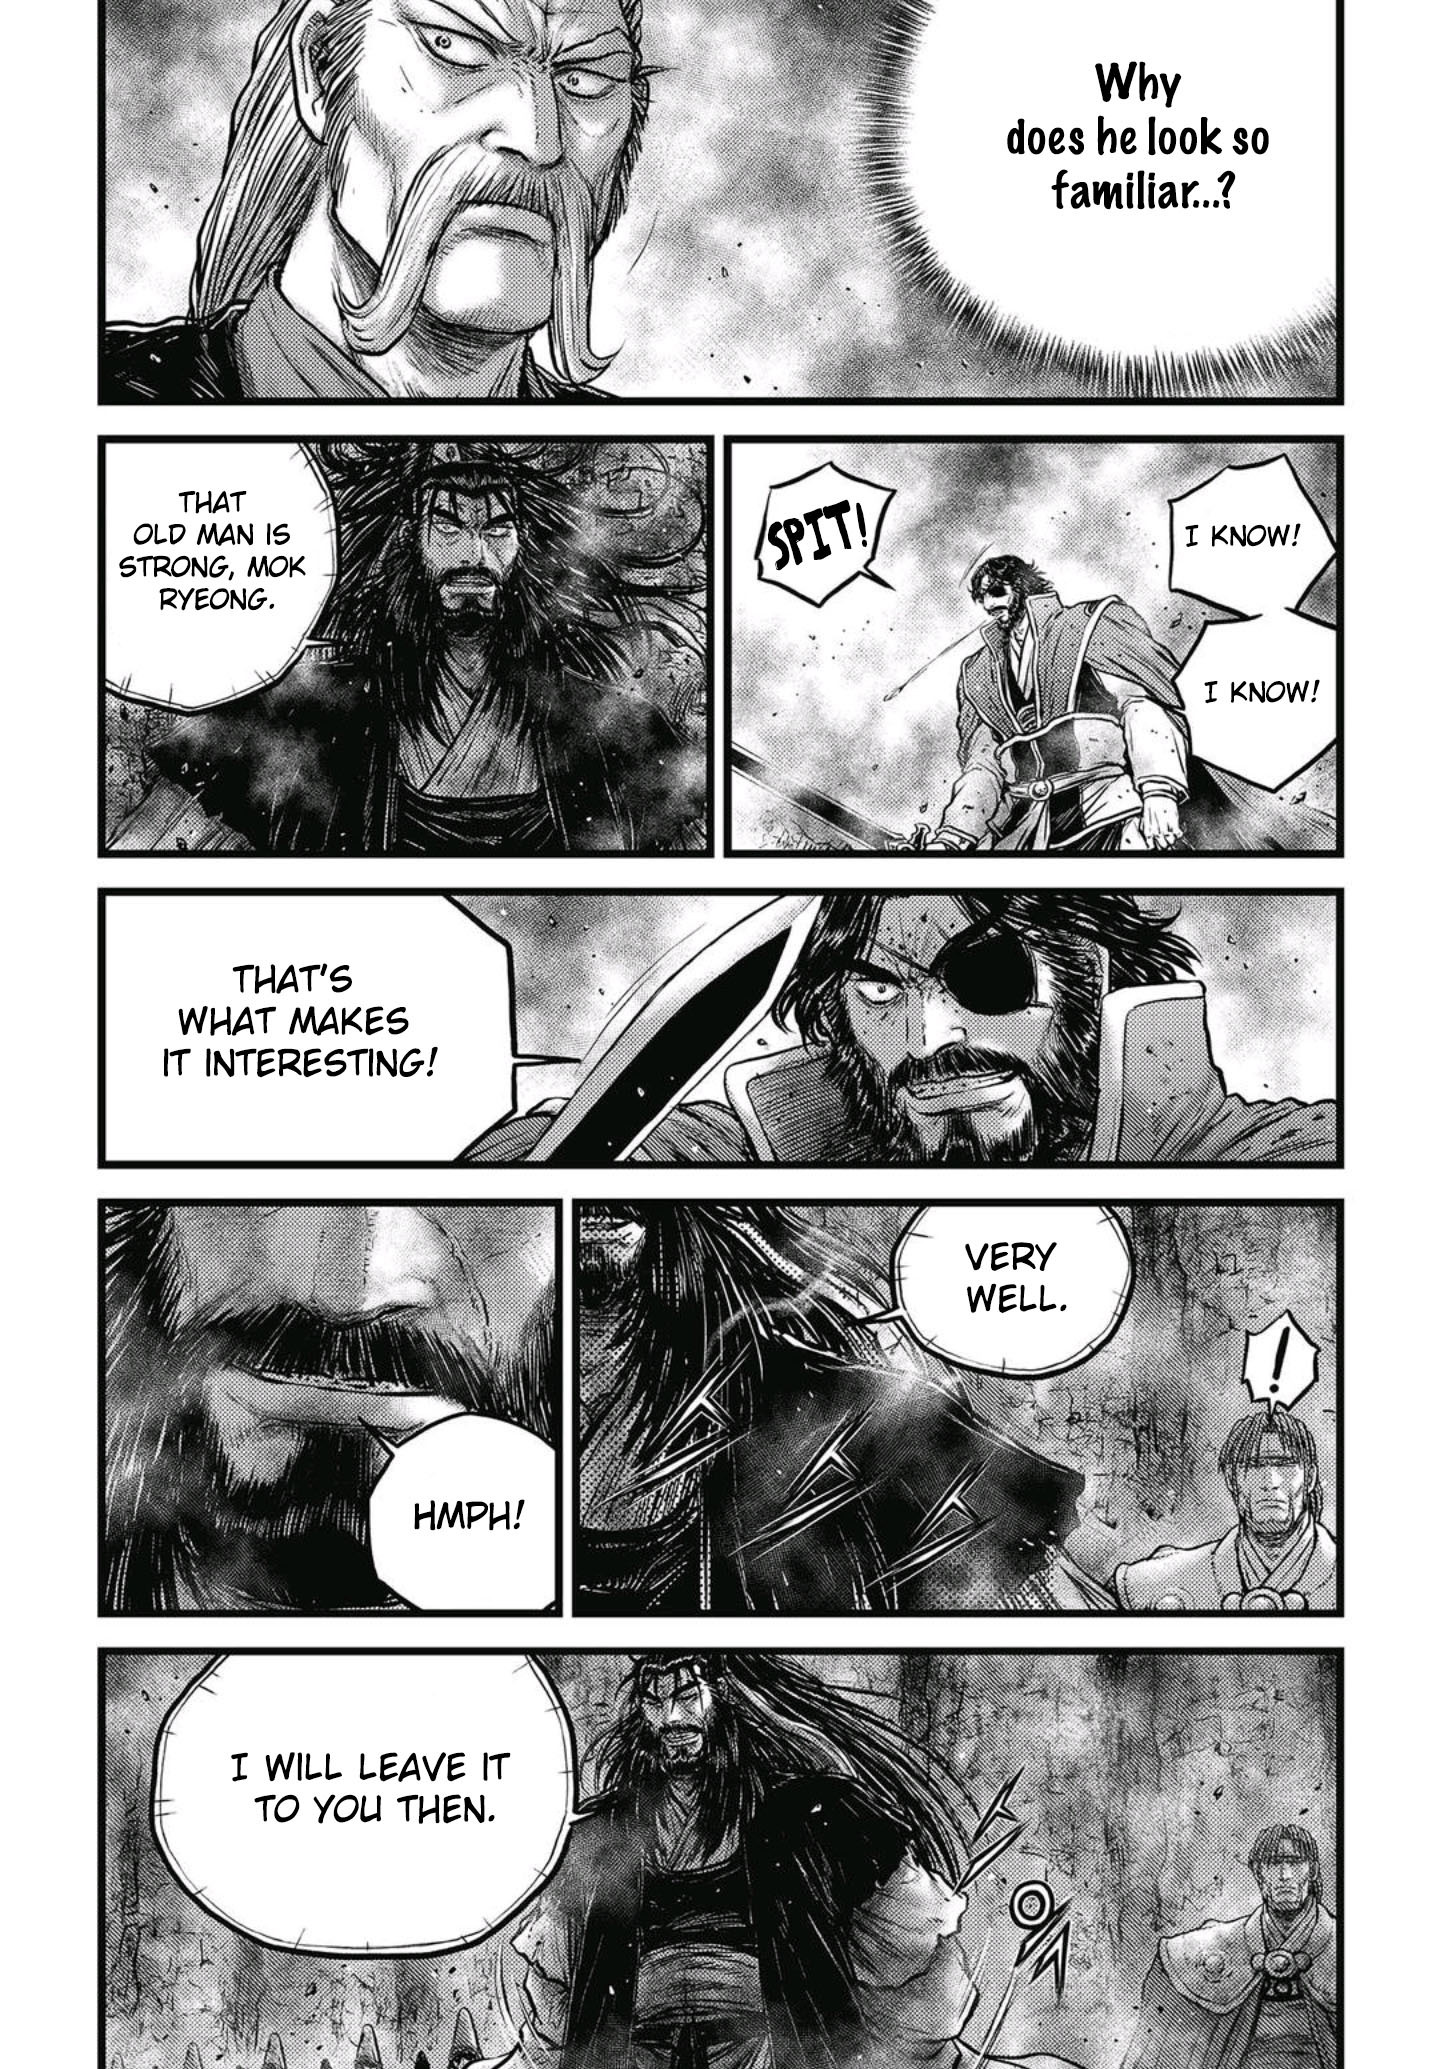 Why
does he look so
familiar...?
THAT
OLD MAN IS
STRONG, MOK
RYEONG.
SPIT!
I KNOW!
I KNOW!
THAT'S
WHAT MAKES
IT INTERESTING!
HMPH!
VERY
WELL.
!
I WILL LEAVE IT
TO YOU THEN.